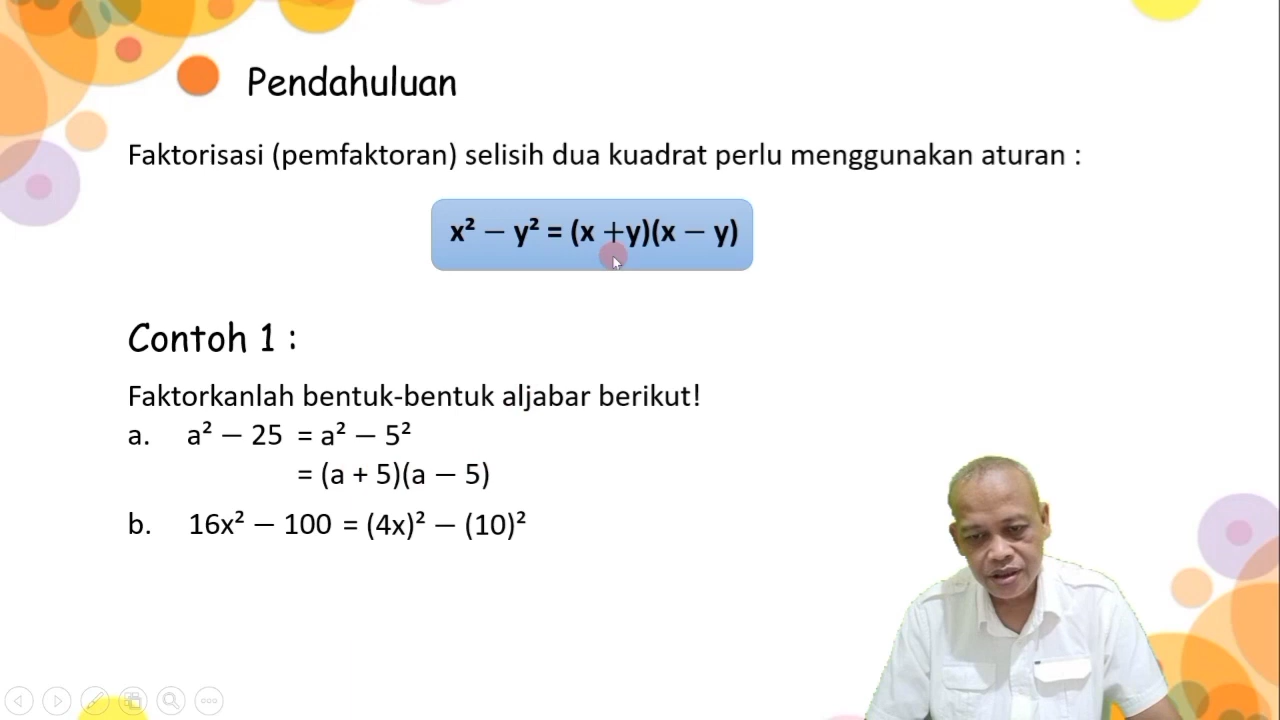 Pendahuluan
Faktorisasi (pemfaktoran) selisih dua kuadrat perlu menggunakan aturan :
x² − y² = (x +y)(x − y)
Contoh 1 :
Faktorkanlah bentuk-bentuk aljabar berikut!
a. a² − 25 = a² − 5²
= (a + 5)(a − 5)
b. 16x² − 100 = (4x)² − (10)²